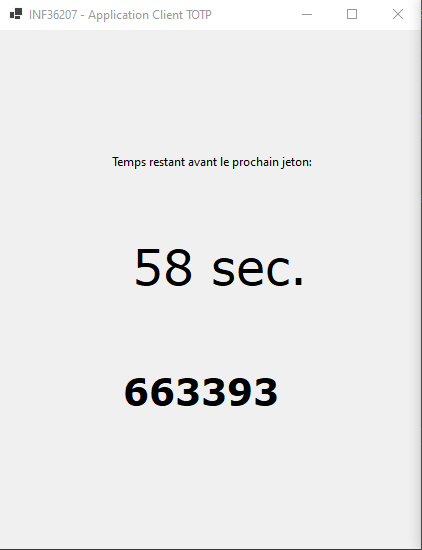 INF36207 - Application Client TOTP
Temps restant avant le prochain jeton:
58 sec.
663393